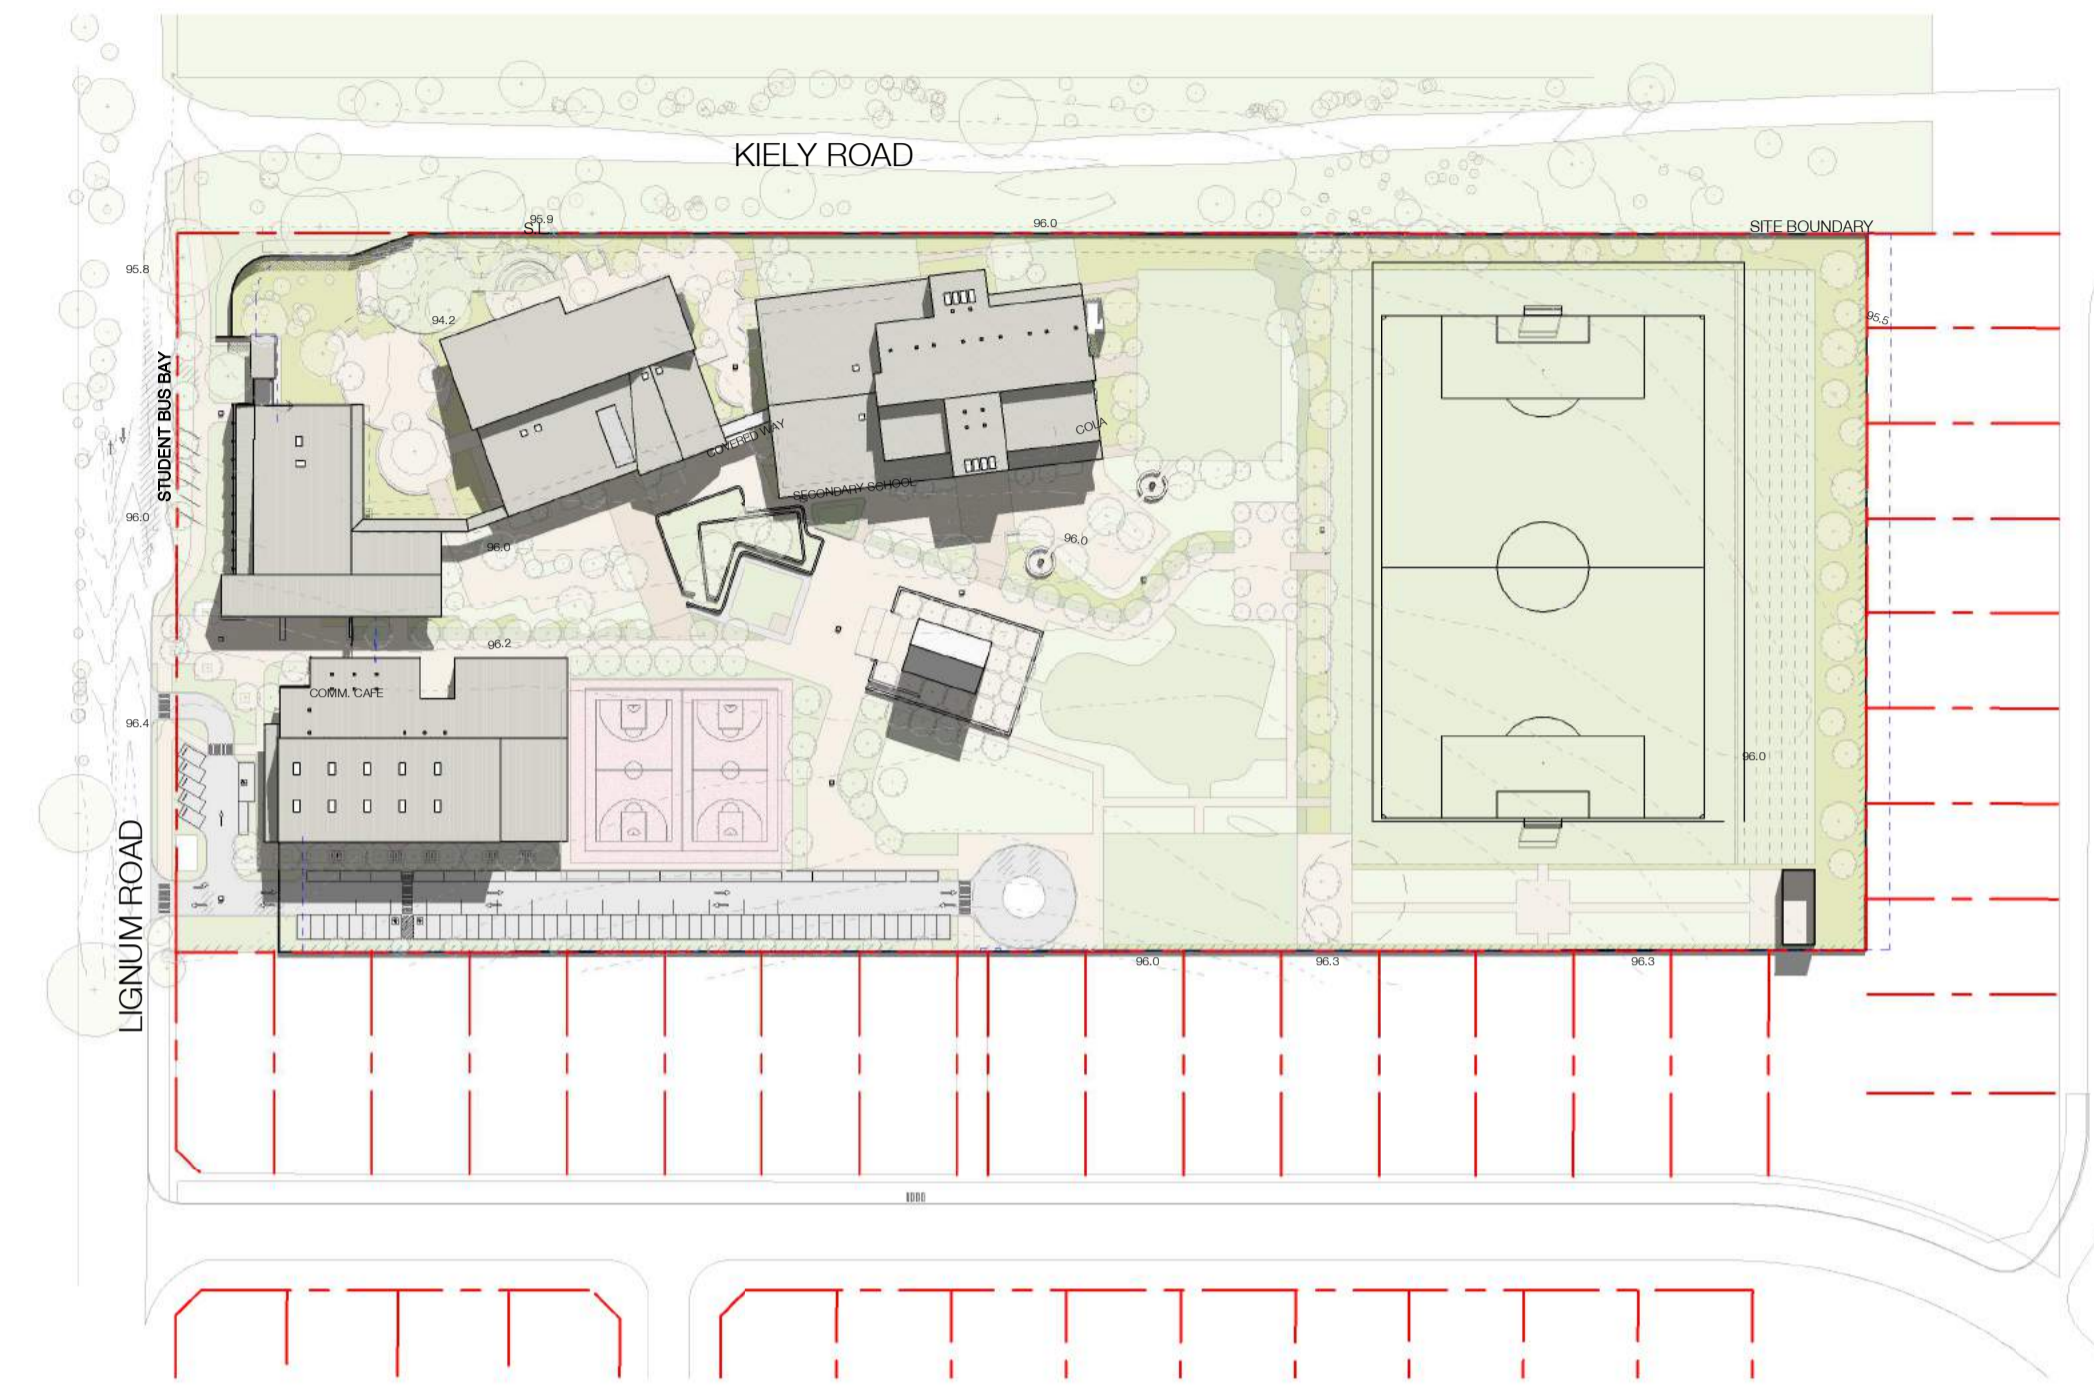 KIELY ROAD
95.9
S.L.
96.0
SITE BOUNDARY
95.8
94.2
95.5
STUDENT BUS BAY
COVERED WAY
COLA
SECONDARY SCHOOL
96.0
96.0
96.0
96.2
COMM. CAFE
96.4
96.0
LIGNUM ROAD
96.0
96.3
96.3